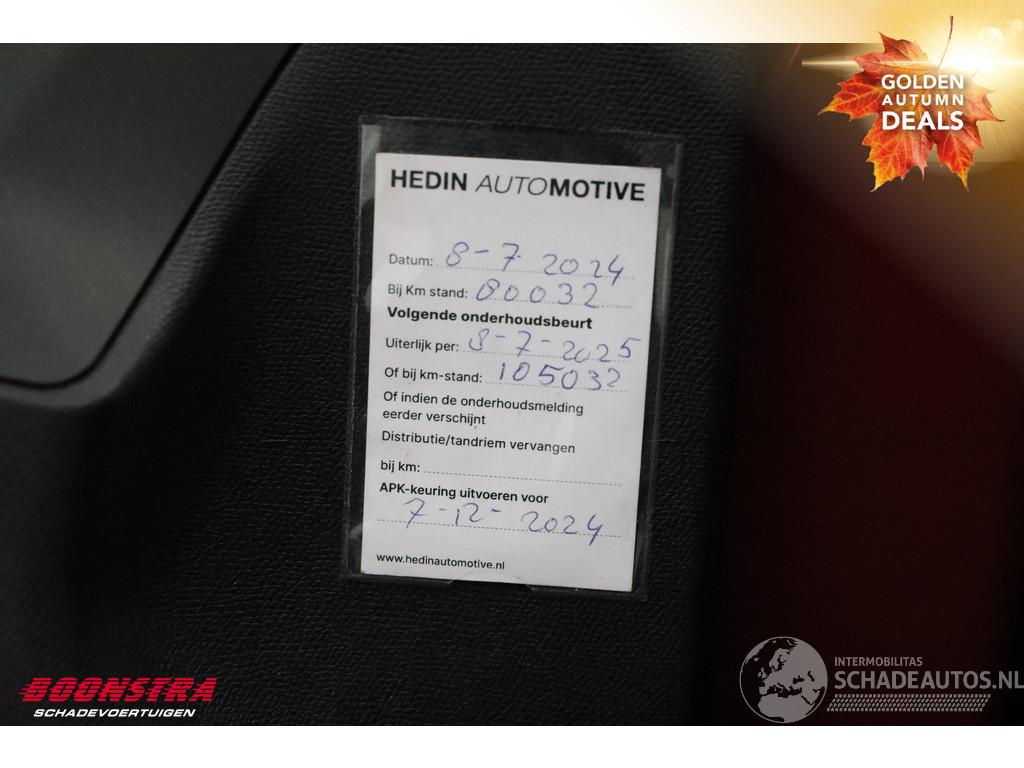 GOLDEN
AUTUMN
DEALS
HEDIN AUTOMOTIVE
Datum: 8-7-2024
Bij Km stand: 80032
Volgende onderhoudsbeurt
Uiterlijk per: 8-7-2025
Of bij km-stand: 105032
Of indien de onderhoudsmelding
eerder verschijnt
Distributie/tandriem vervangen
bij km:
APK-keuring uitvoeren voor
7-12-2024
www.hedinautomotive.nl
BOONSTRA
SCHADEVOERTUIGEN
INTERMOBILITAS
SCHADEAUTOS.NL